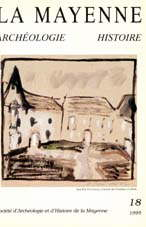 LA MAYENNE
ARCHÉOLOGIE HISTOIRE
18
Société d'Archéologie et d'Histoire de la Mayenne
1995